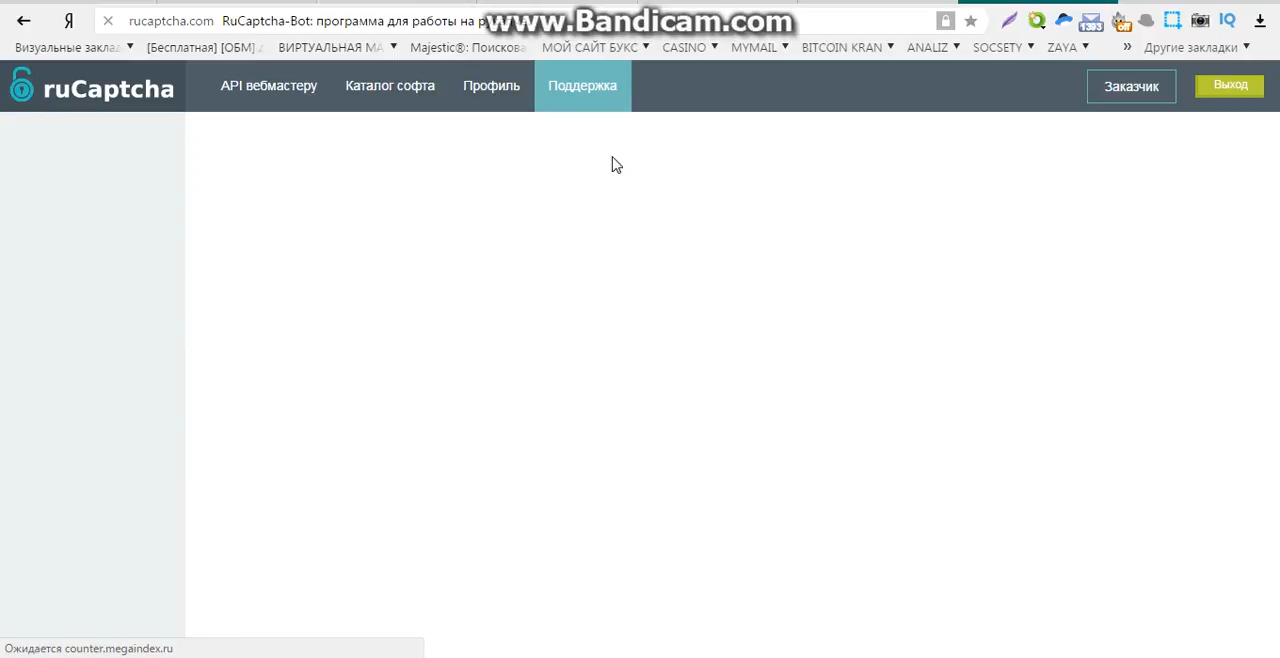 rucaptcha.com RuCaptcha-Bot: программа для работы на
www.Bandicam.com
Визуальные заклад [Бесплатная] [ОБМ] ВИРТУАЛЬНАЯ МА Majestic®: Поискова МОЙ САЙТ БУКС CASINO MYMAIL BITCOIN KRAN ANALIZ SOCSETY ZAYA » Другие закладки
ruCaptcha API вебмастеру Каталог софта Профиль Поддержка Заказчик Выход
Ожидается counter.megaindex.ru